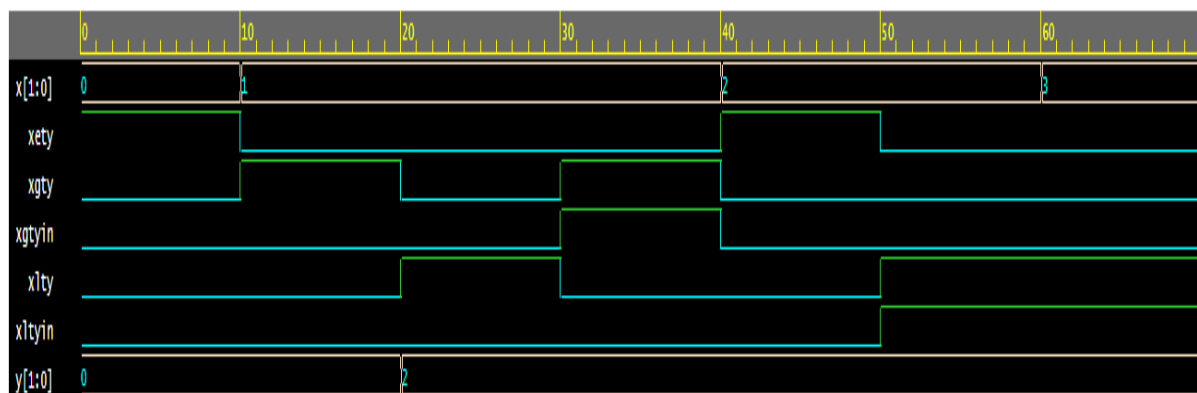 0 10 20 30 40 50 60
x[1:0] 0 1 2 3
xety
xgty
xgtyin
xlty
xltyin
y[1:0] 0 2